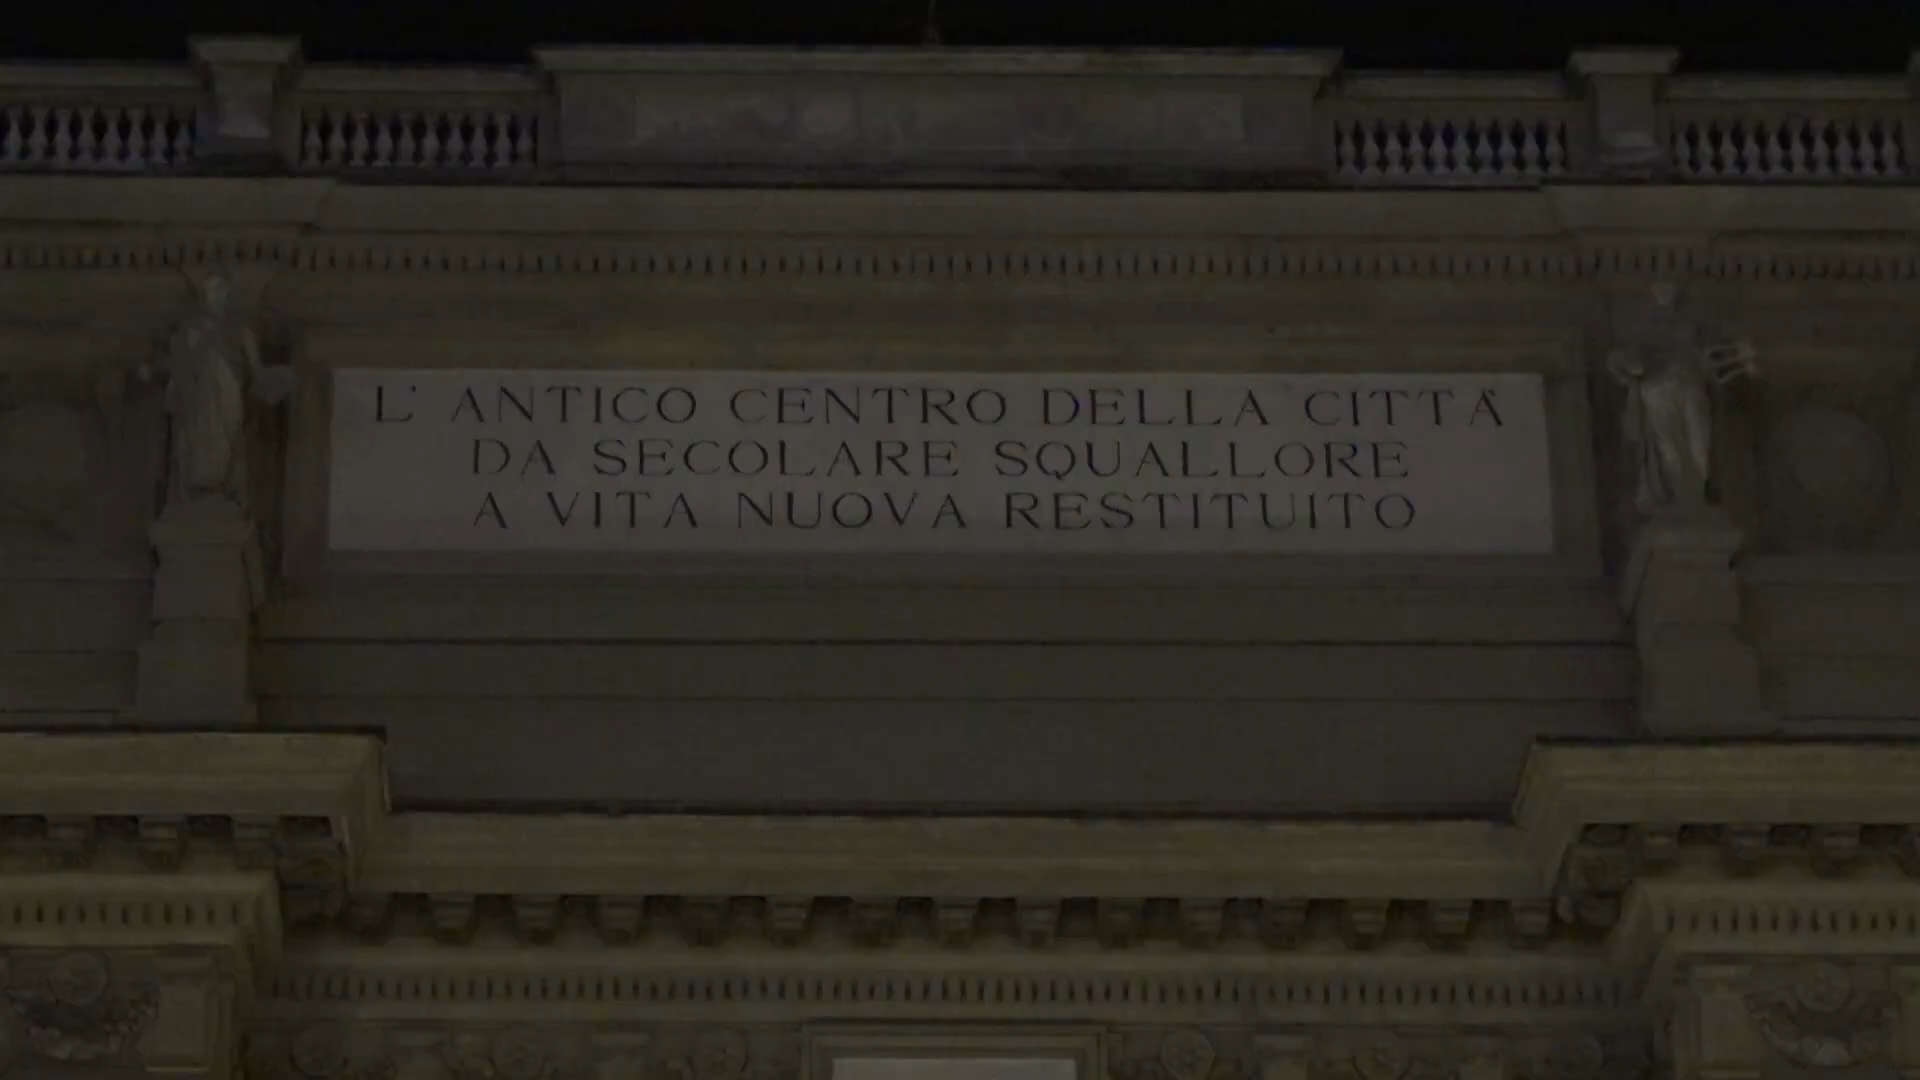 L' ANTICO CENTRO DELLA CITTÀ
DA SECOLARE SQUALLORE
A VITA NUOVA RESTITUITO